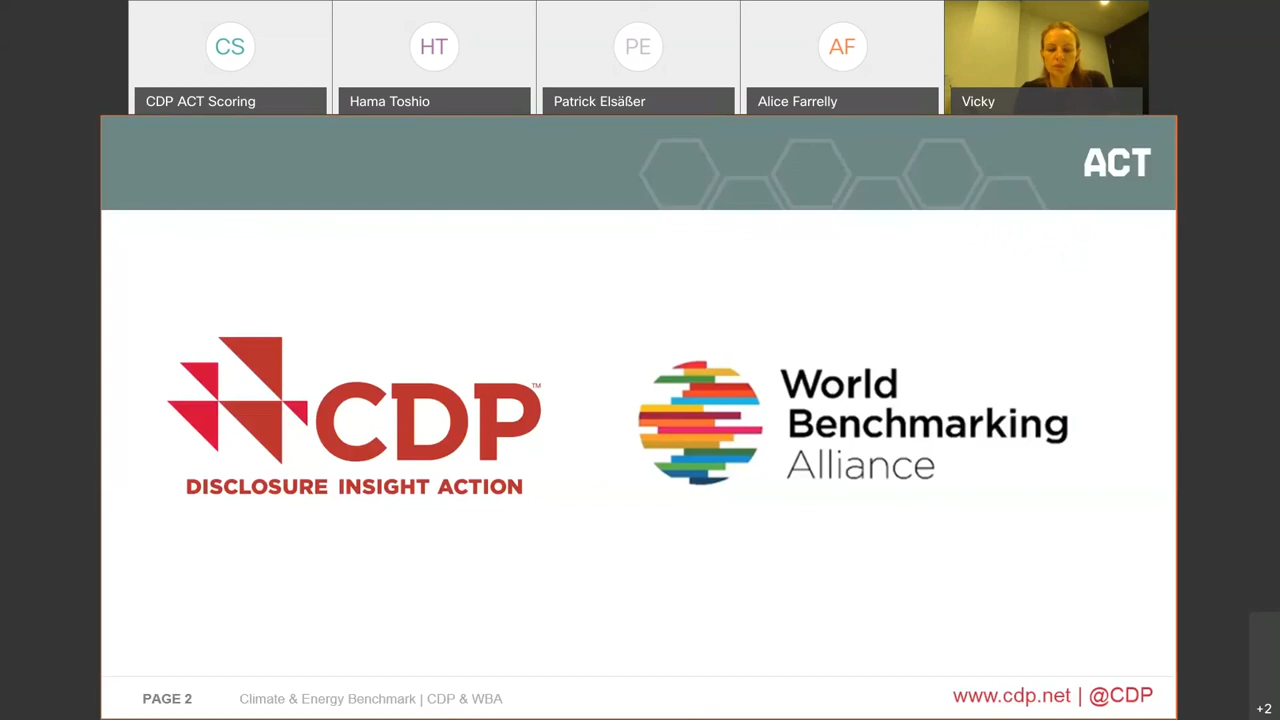 CS
HT
PE
AF
CDP ACT Scoring
Hama Toshio
Patrick Elsäßer
Alice Farrelly
Vicky
ACT
CDP™
DISCLOSURE INSIGHT ACTION
World
Benchmarking
Alliance
PAGE 2
Climate & Energy Benchmark | CDP & WBA
www.cdp.net | @CDP
+2